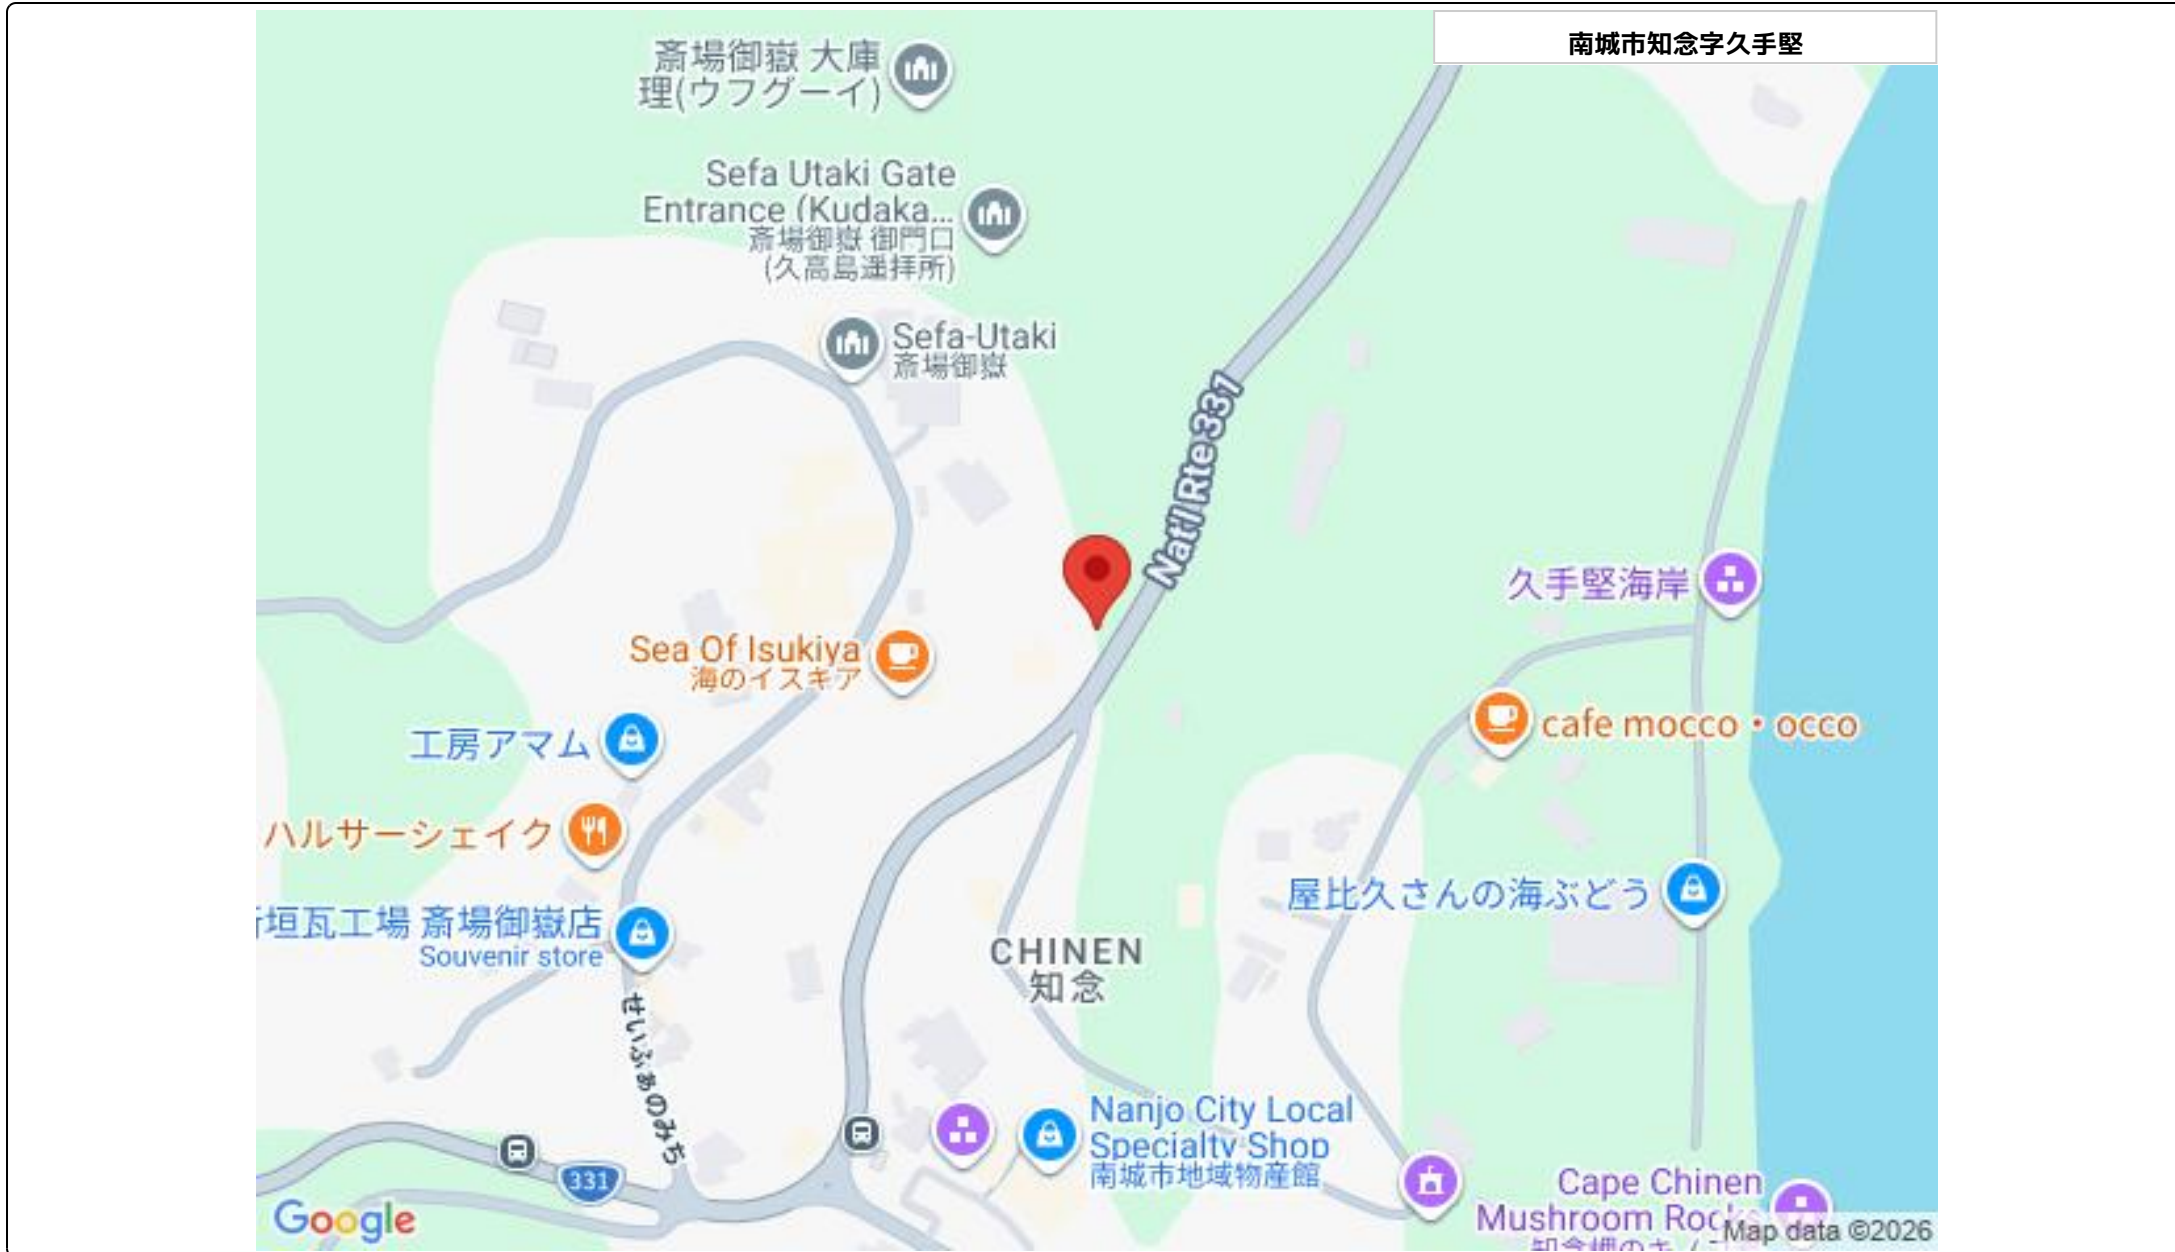 南城市知念字久手堅
斎場御嶽 大庫
理(ウフグーイ)
Sefa Utaki Gate
Entrance (Kudaka...
斎場御嶽 御門口
(久高島遥拝所)
Sefa-Utaki
斎場御嶽
Nat'l Rte 331
久手堅海岸
Sea Of Isukiya
海のイスキア
cafe mocco・occo
工房アマム
ハルサーシェイク
屋比久さんの海ぶどう
垣瓦工場 斎場御嶽店
Souvenir store
CHINEN
知念
せいふぁのみち
Nanjo City Local
Specialty Shop
南城市地域物産館
331
Cape Chinen
Mushroom Rocks
Google
Map data ©2026